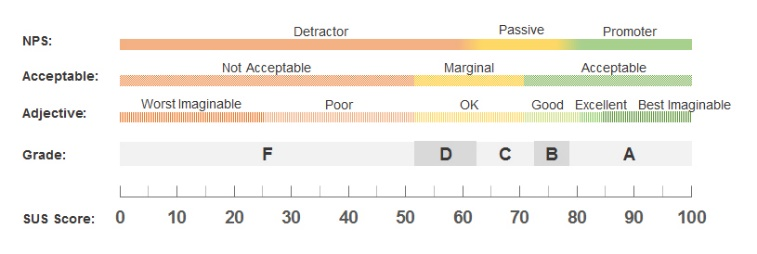 NPS: Detractor Passive Promoter
Acceptable: Not Acceptable Marginal Acceptable
Adjective: Worst Imaginable Poor OK Good Excellent Best Imaginable
Grade: F D C B A
SUS Score: 0 10 20 30 40 50 60 70 80 90 100